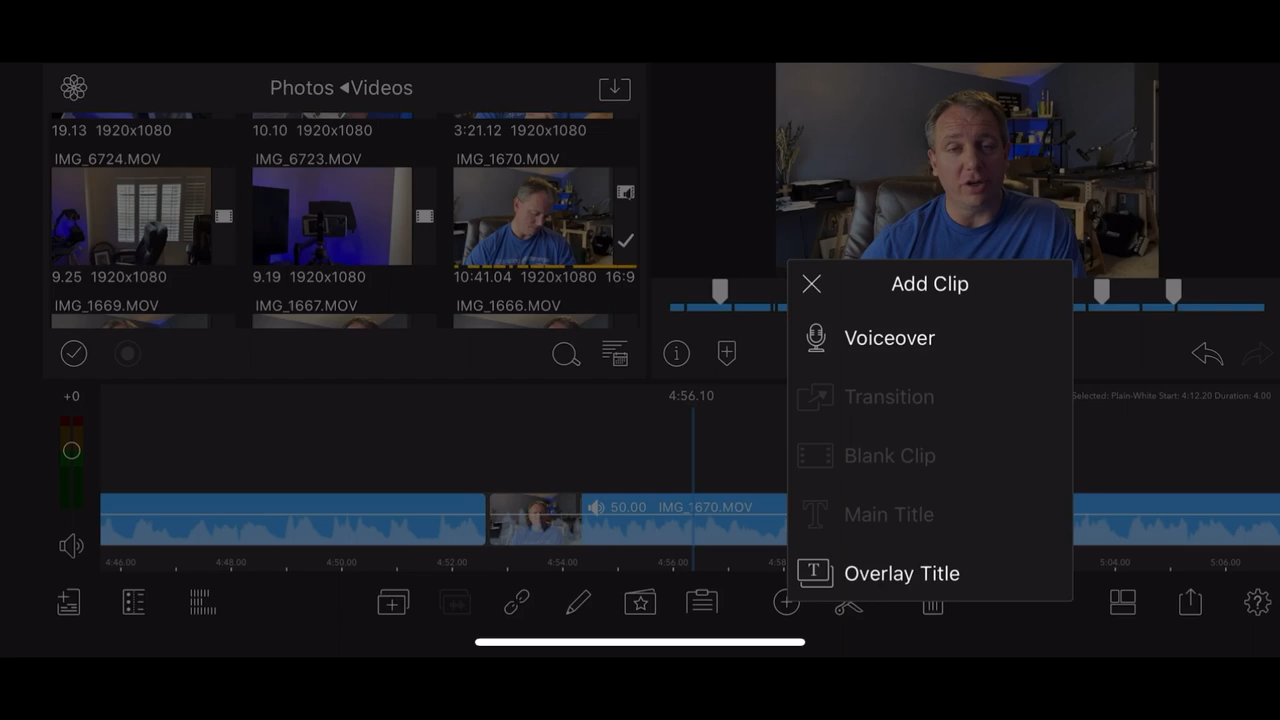 Photos ◀Videos
19.13 1920x1080
10.10 1920x1080
3:21.12 1920x1080
IMG_6724.MOV
IMG_6723.MOV
IMG_1670.MOV
9.25 1920x1080
9.19 1920x1080
10:41.04 1920x1080 16:9
IMG_1669.MOV
IMG_1667.MOV
IMG_1666.MOV
Add Clip
Voiceover
Transition
Blank Clip
Main Title
Overlay Title
+0
4:56.10
Selected: Plain-White Start: 4:12.20 Duration: 4.00
50.00 IMG_1670.MOV
4:46.00
4:48.00
4:50.00
4:52.00
4:54.00
4:56.00
4:58
5:04.00
5:06.00